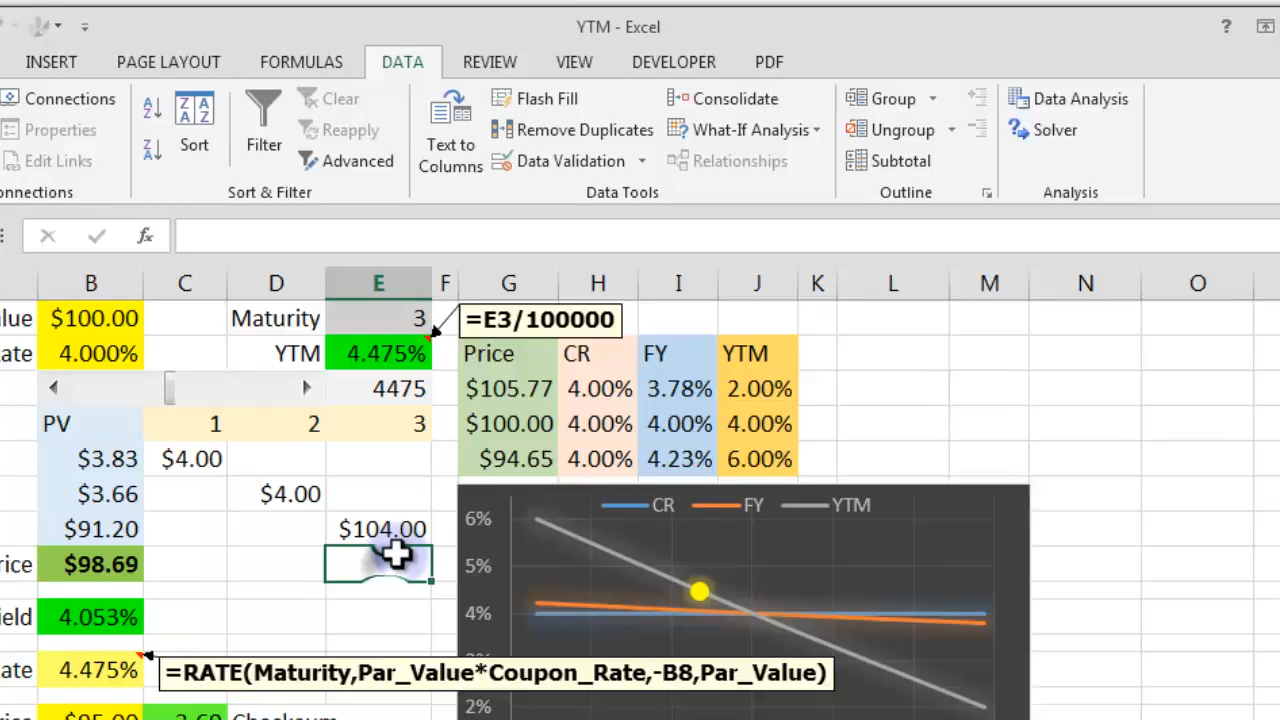 YTM - Excel
?
INSERT PAGE LAYOUT FORMULAS DATA REVIEW VIEW DEVELOPER PDF
Connections
Properties
Edit Links
nnections
Sort
Filter
Clear
Reapply
Advanced
Sort & Filter
Text to
Columns
Flash Fill
Remove Duplicates
Data Validation
Consolidate
What-If Analysis
Relationships
Data Tools
Group
Ungroup
Subtotal
Outline
Data Analysis
Solver
Analysis
fx
B C D E F G H I J K L M N O
lue $100.00 Maturity 3 =E3/100000
ate 4.000% YTM 4.475% Price CR FY YTM
4475 $105.77 4.00% 3.78% 2.00%
PV 1 2 3 $100.00 4.00% 4.00% 4.00%
$3.83 $4.00 $94.65 4.00% 4.23% 6.00%
$3.66 $4.00
$91.20 $104.00
rice $98.69
ield 4.053%
ate 4.475% =RATE(Maturity,Par_Value*Coupon_Rate,-B8,Par_Value)
CR FY YTM
6%
5%
4%
2%